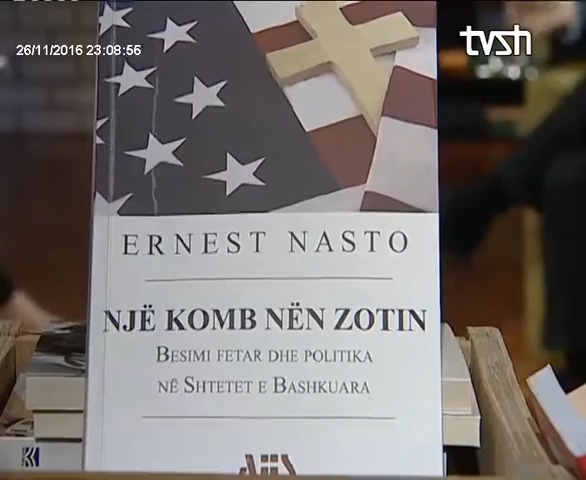 26/11/2016 23:08:56
tvsh
ERNEST NASTO
NJË KOMB NËN ZOTIN
BESIMI FETAR DHE POLITIKA
NË SHTETET E BASHKUARA